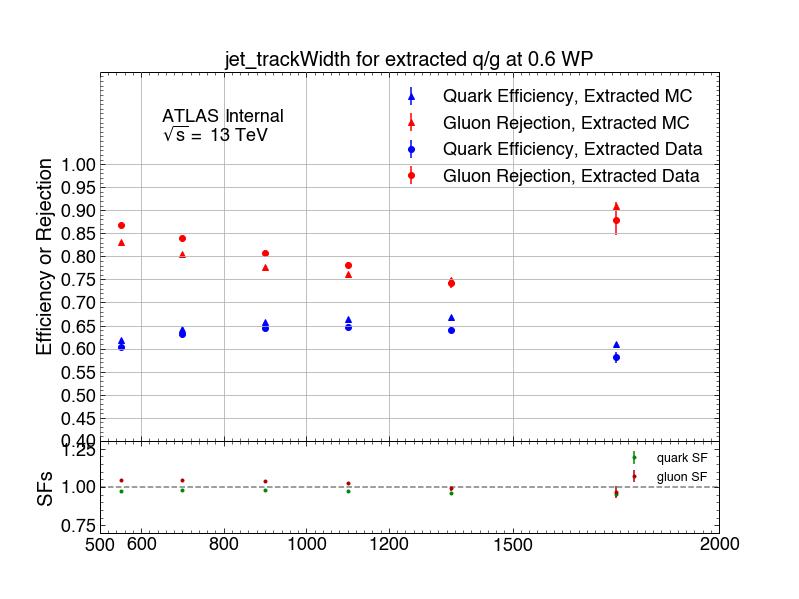 jet_trackWidth for extracted q/g at 0.6 WP
ATLAS Internal
√s = 13 TeV
Quark Efficiency, Extracted MC
Gluon Rejection, Extracted MC
Quark Efficiency, Extracted Data
Gluon Rejection, Extracted Data
Efficiency or Rejection
1.00
0.95
0.90
0.85
0.80
0.75
0.70
0.65
0.60
0.55
0.50
0.45
0.40
SFs
1.25
1.00
0.75
quark SF
gluon SF
500 600 800 1000 1200 1500 2000